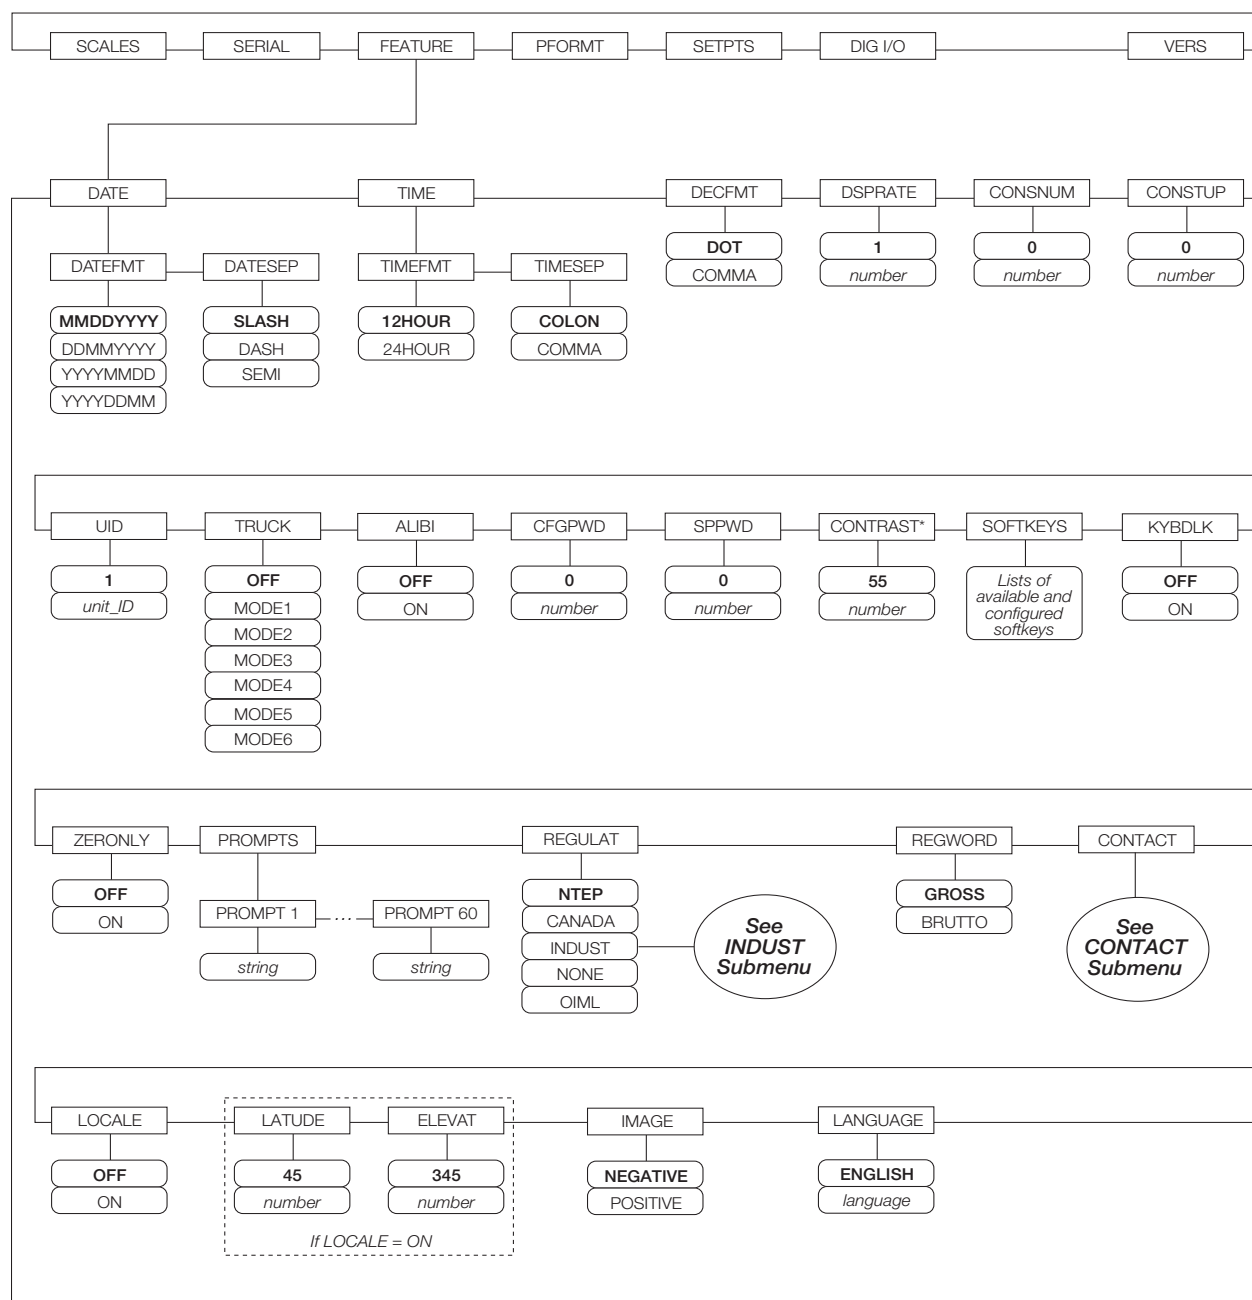 SCALES SERIAL FEATURE PFORMT SETPTS DIG I/O VERS
DATE TIME DECFMT DSPRATE CONSNUM CONSTUP
DOT 1 0 0
DATEFMT DATESEP TIMEFMT TIMESEP COMMA number number number
MMDDYYYY SLASH 12HOUR COLON
DDMMYYYY DASH 24HOUR COMMA
YYYYMMDD SEMI
YYYYDDMM
UID TRUCK ALIBI CFGPWD SPPWD CONTRAST* SOFTKEYS KYBDLK
1 OFF OFF 0 0 55 Lists of OFF
unit_ID MODE1 ON number number number available and ON
MODE2 configured
softkeys
MODE3
MODE4
MODE5
MODE6
ZERONLY PROMPTS REGULAT REGWORD CONTACT
OFF NTEP GROSS
ON PROMPT 1 ... PROMPT 60 CANADA See BRUTTO See
INDUST INDUST CONTACT
string string NONE Submenu Submenu
OIML
LOCALE LATUDE ELEVAT IMAGE LANGUAGE
OFF 45 345 NEGATIVE ENGLISH
ON number number POSITIVE language
If LOCALE = ON